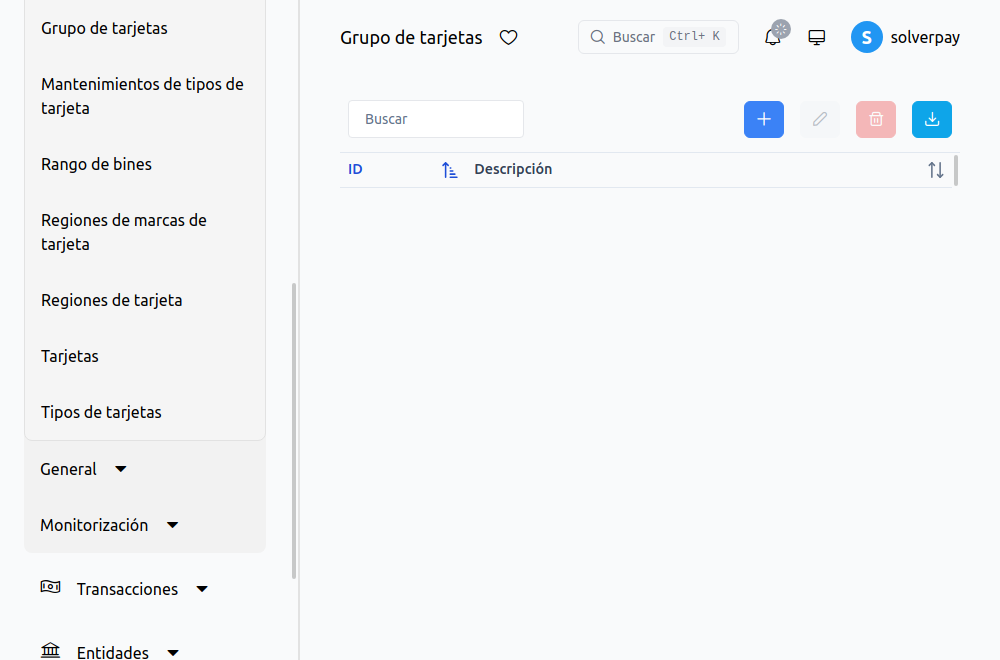 Grupo de tarjetas
Mantenimientos de tipos de
tarjeta
Rango de bines
Regiones de marcas de
tarjeta
Regiones de tarjeta
Tarjetas
Tipos de tarjetas
General
Monitorización
Transacciones
Entidades
Grupo de tarjetas
Buscar Ctrl+ K
S solverpay
Buscar
ID Descripción